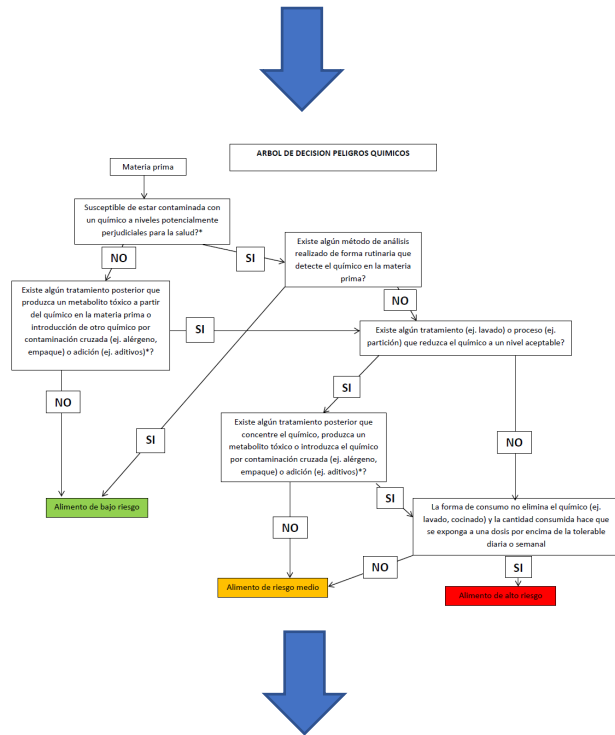 ARBOL DE DECISION PELIGROS QUIMICOS
Materia prima
Susceptible de estar contaminada con
un químico a niveles potencialmente
perjudiciales para la salud?*
NO
SI
Existe algún método de análisis
realizado de forma rutinaria que
detecte el químico en la materia
prima?
Existe algún tratamiento posterior que
produzca un metabolito tóxico a partir
del químico en la materia prima o
introducción de otro químico por
contaminación cruzada (ej. alérgeno,
empaque) o adición (ej. aditivos)*?
SI
NO
Existe algún tratamiento (ej. lavado) o proceso (ej.
partición) que reduzca el químico a un nivel aceptable?
NO
SI
SI
NO
Existe algún tratamiento posterior que
concentre el químico, produzca un
metabolito tóxico o introduzca el químico
por contaminación cruzada (ej. alérgeno,
empaque) o adición (ej. aditivos)*?
SI
NO
Alimento de bajo riesgo
La forma de consumo no elimina el químico (ej.
lavado, cocinado) y la cantidad consumida hace que
se exponga a una dosis por encima de la tolerable
diaria o semanal
NO
SI
Alimento de riesgo medio
Alimento de alto riesgo